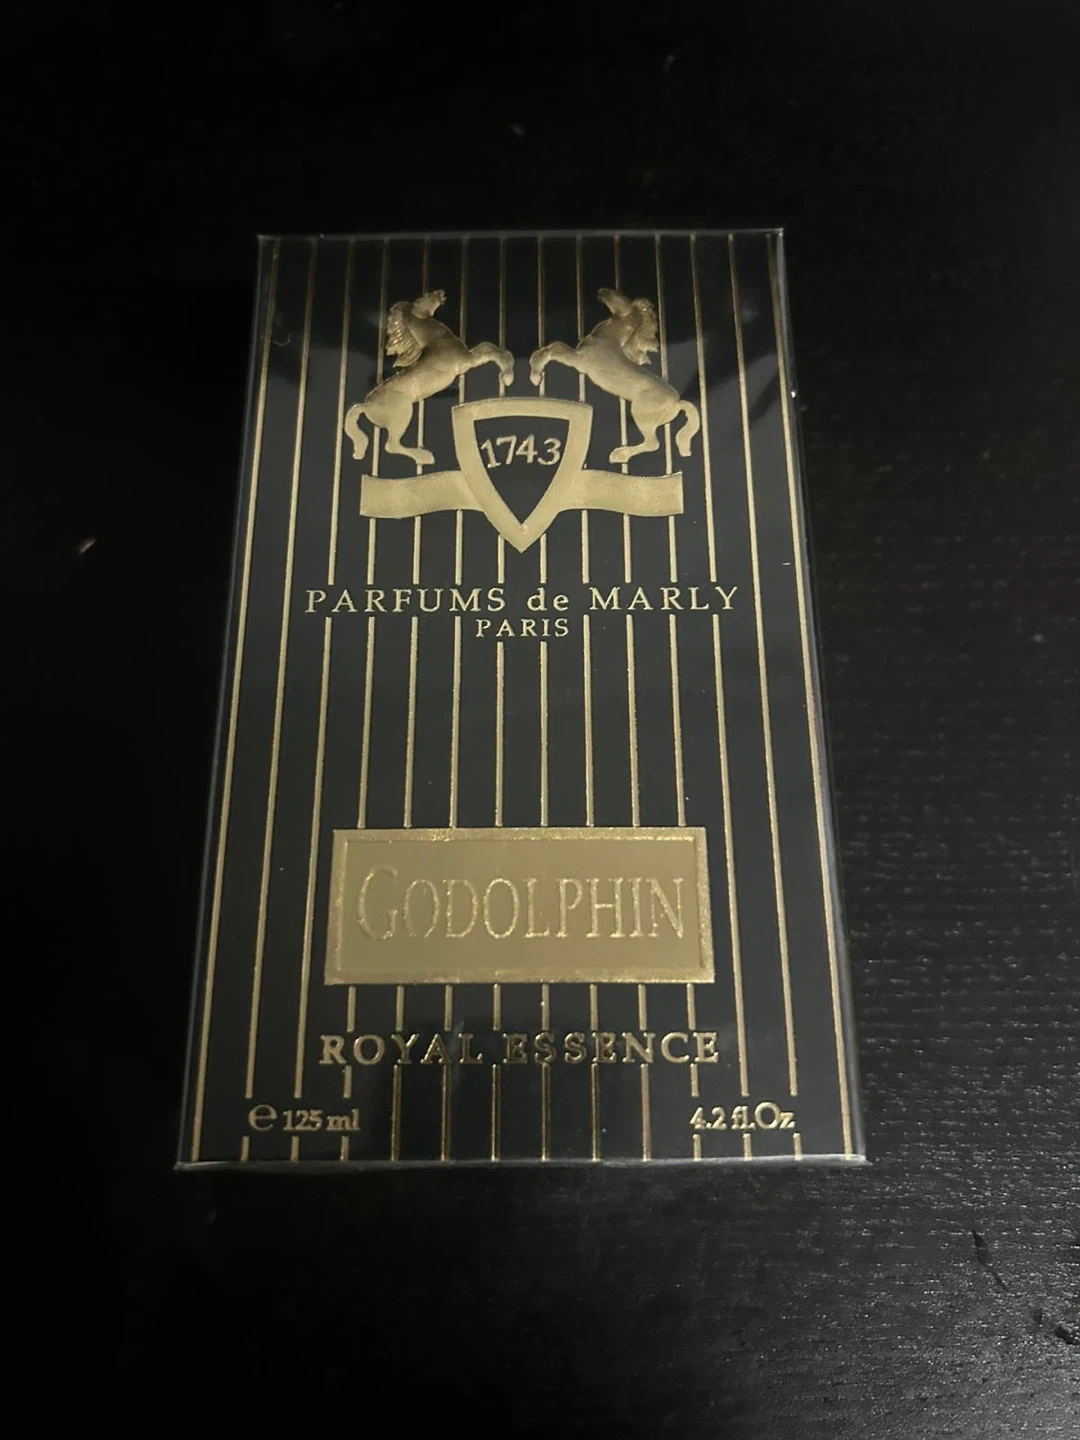 1743
PARFUMS de MARLY
PARIS
GODOLPHIN
ROYAL ESSENCE
℮ 125 ml 4.2 fl.Oz